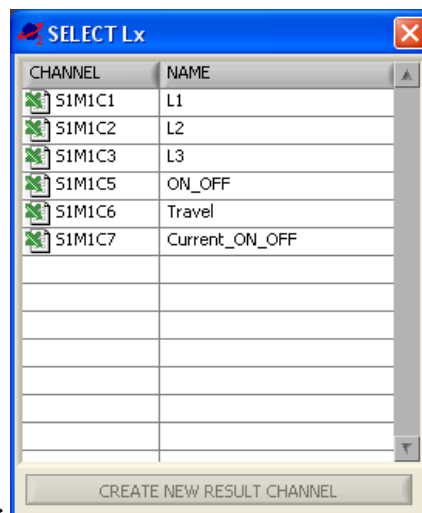 SELECT Lx
CHANNEL NAME
S1M1C1 L1
S1M1C2 L2
S1M1C3 L3
S1M1C5 ON_OFF
S1M1C6 Travel
S1M1C7 Current_ON_OFF
CREATE NEW RESULT CHANNEL